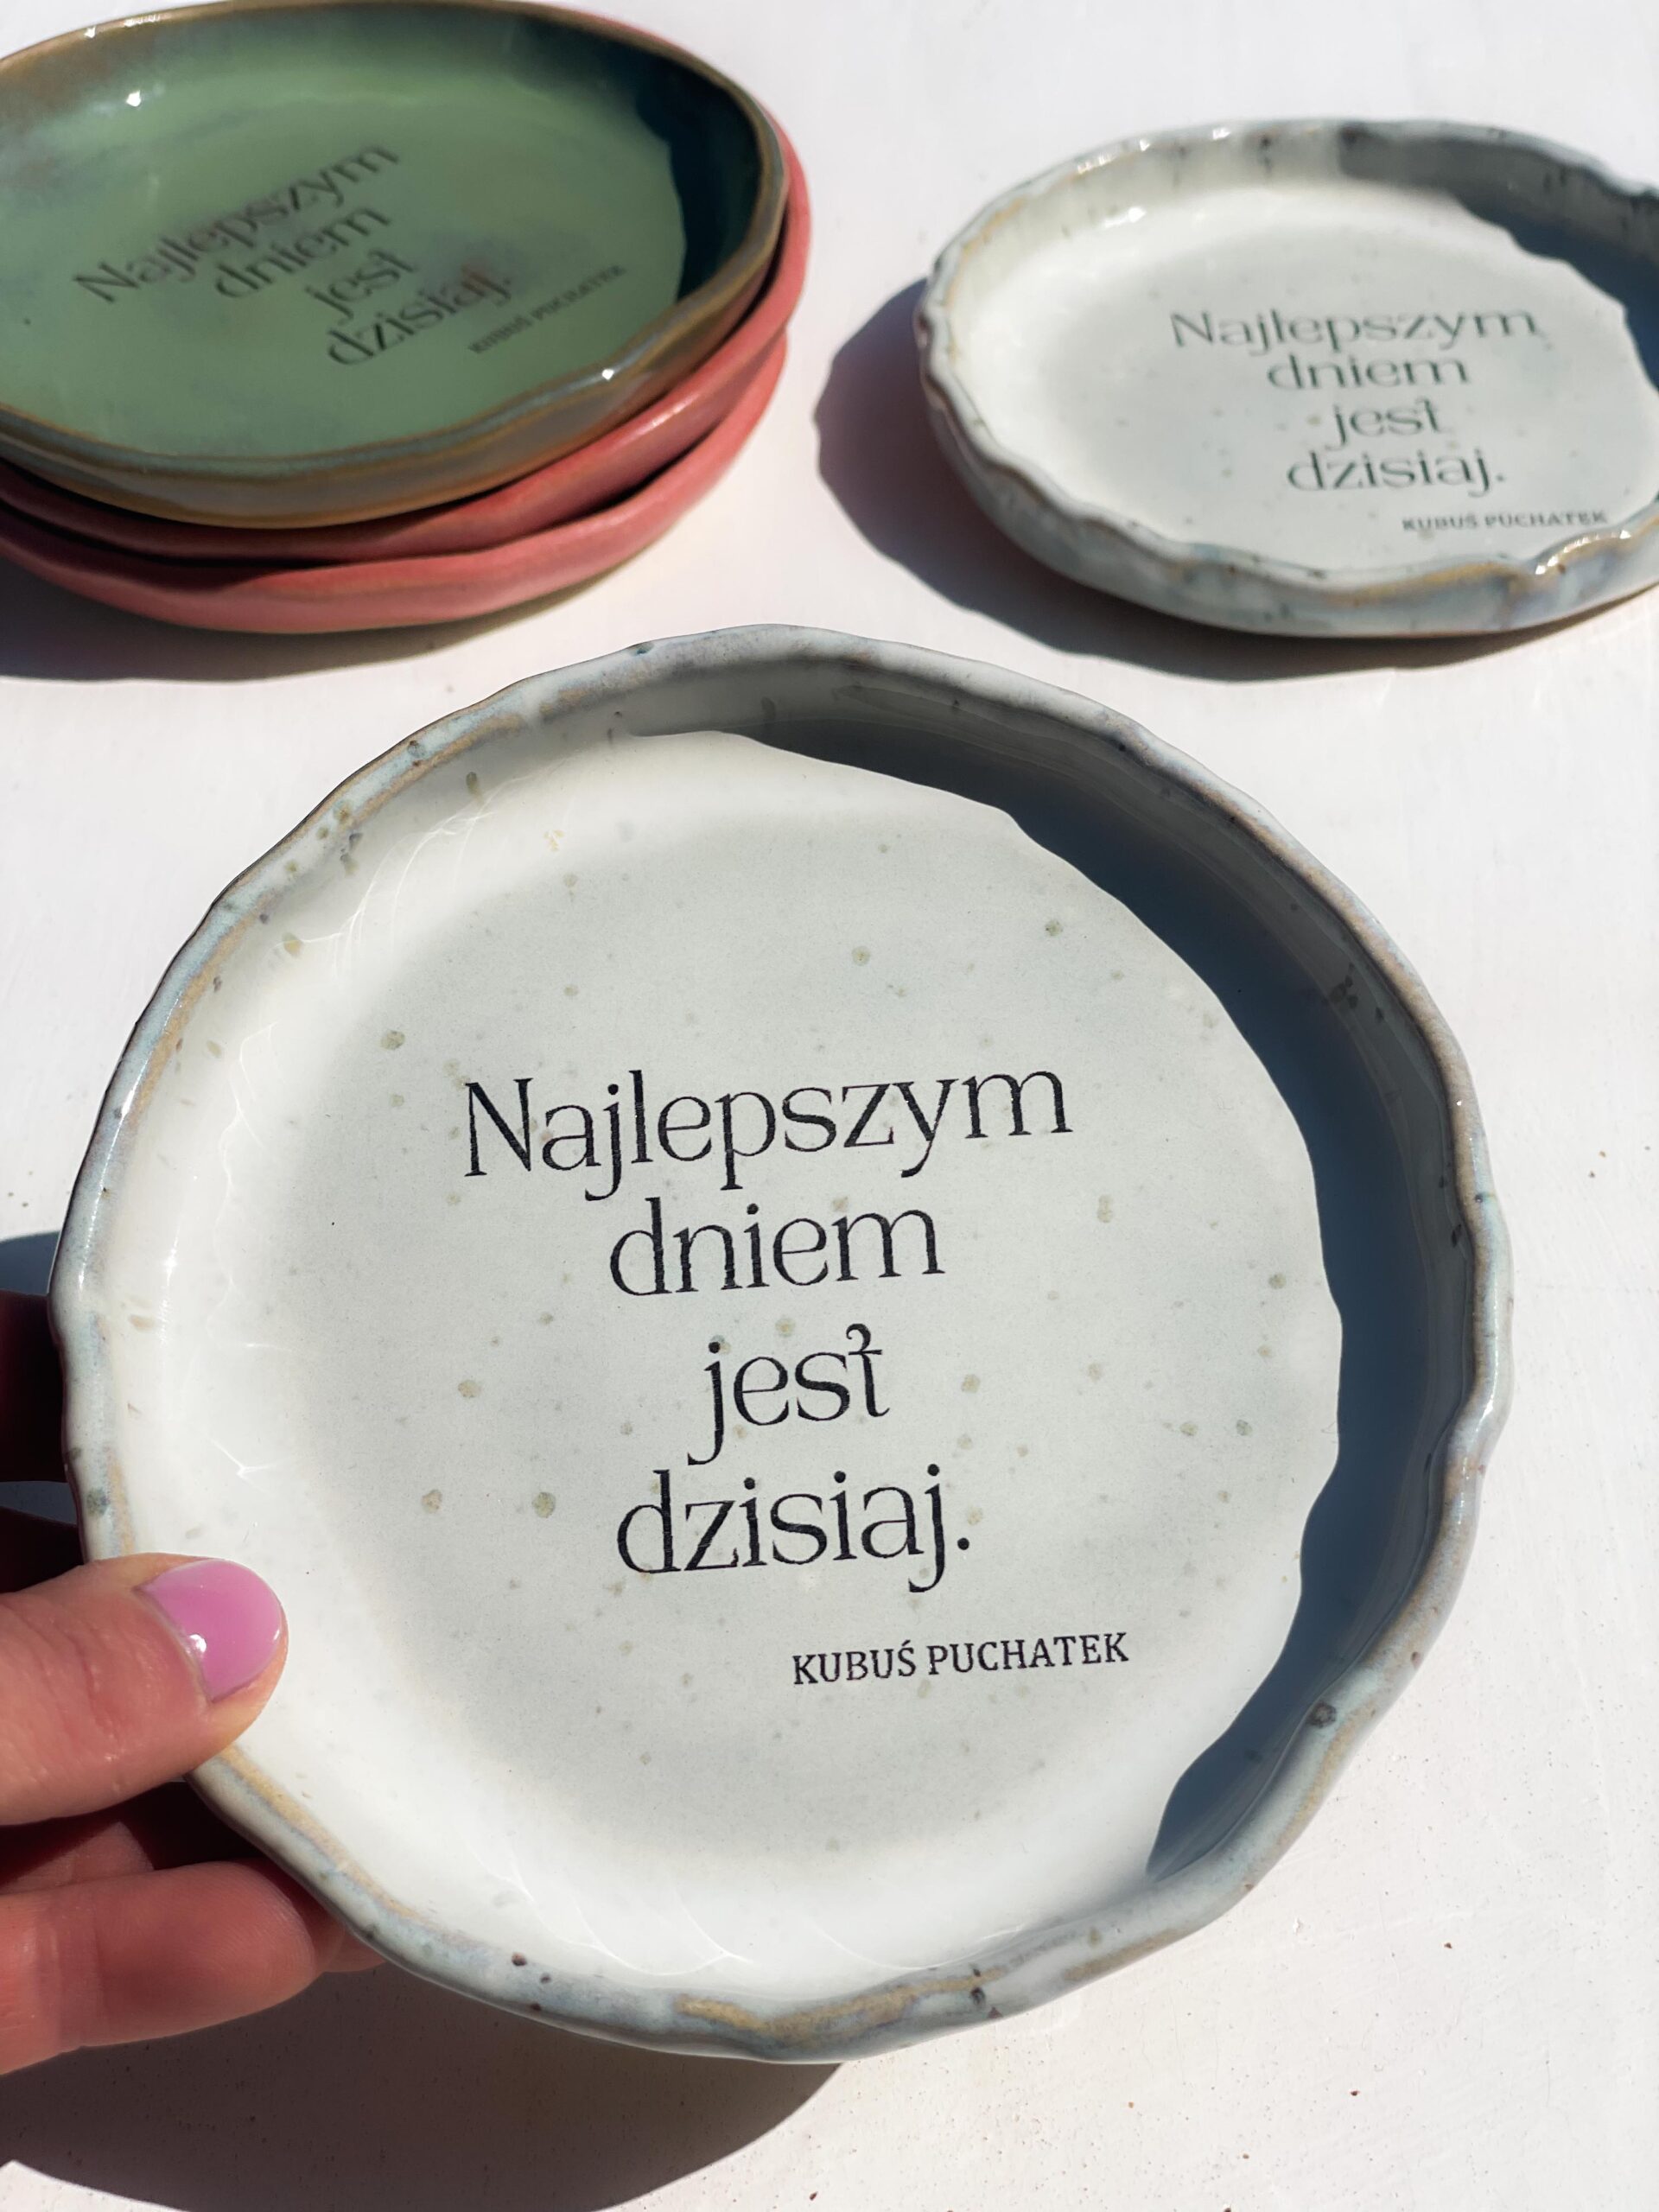 Najlepszym
dniem
jest
dzisiaj.
KUBUŚ PUCHATEK
Najlepszym
dniem
jest
dzisiaj.
KUBUŚ PUCHATEK
Najlepszym
dniem
jest
dzisiaj.
KUBUŚ PUCHATEK